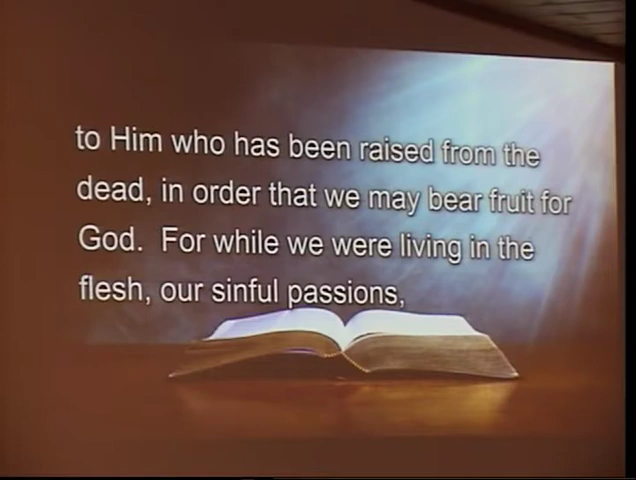 to Him who has been raised from the
dead, in order that we may bear fruit for
God.  For while we were living in the
flesh, our sinful passions,